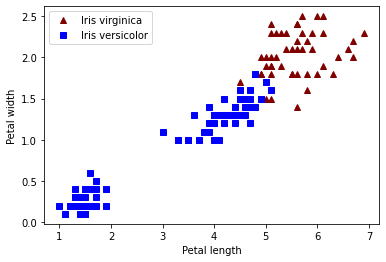 Iris virginica
Iris versicolor
2.5
2.0
1.5
1.0
0.5
0.0
Petal width
1 2 3 4 5 6 7
Petal length